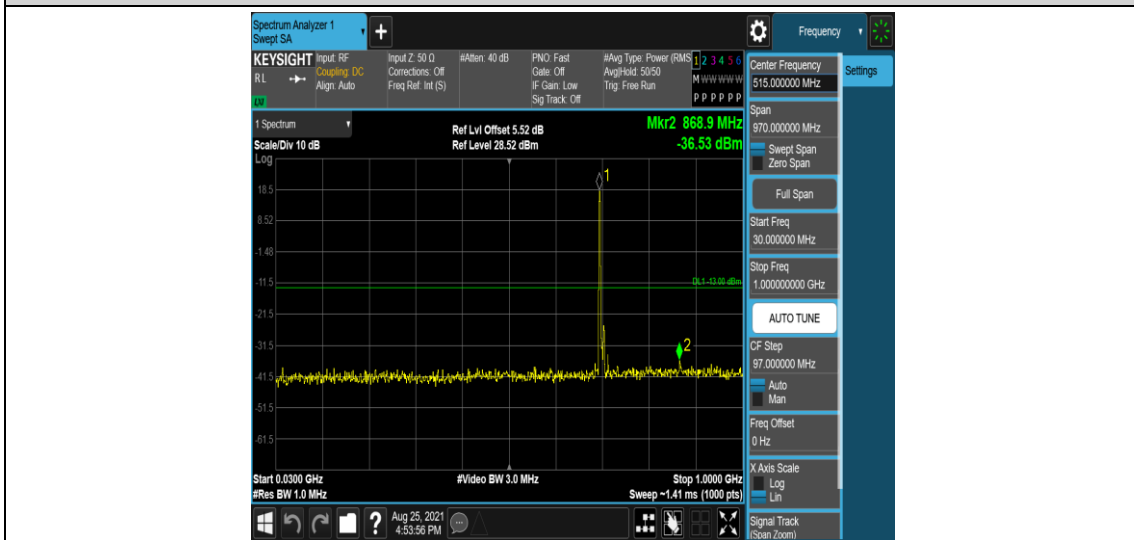 Spectrum Analyzer 1
Swept SA
+
Frequency
KEYSIGHT
RL
Input: RF
Coupling: DC
Align: Auto
Input Z: 50 Ω
Corrections: Off
Freq Ref: Int (S)
#Atten: 40 dB
PNO: Fast
Gate: Off
IF Gain: Low
Sig Track: Off
#Avg Type: Power (RMS
Avg|Hold: 50/50
Trig: Free Run
1 2 3 4 5 6
M W W W W W
P P P P P P
1 Spectrum
Scale/Div 10 dB
Ref Lvl Offset 5.52 dB
Ref Level 28.52 dBm
Mkr2 868.9 MHz
-36.53 dBm
Log
18.5
8.52
-1.48
-11.5
-21.5
-31.5
-41.5
-51.5
-61.5
1
DL1 -13.00 dBm
2
Start 0.0300 GHz
#Res BW 1.0 MHz
#Video BW 3.0 MHz
Stop 1.0000 GHz
Sweep ~1.41 ms (1000 pts)
Center Frequency
515.000000 MHz
Settings
Span
970.000000 MHz
Swept Span
Zero Span
Full Span
Start Freq
30.000000 MHz
Stop Freq
1.000000000 GHz
AUTO TUNE
CF Step
97.000000 MHz
Auto
Man
Freq Offset
0 Hz
X Axis Scale
Log
Lin
Signal Track
(Span Zoom)
?
Aug 25, 2021
4:53:56 PM